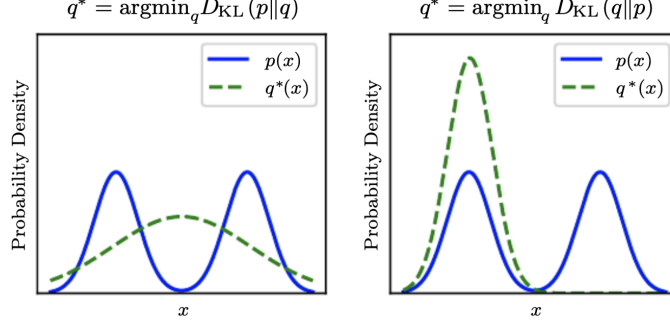 q* = argmin_q D_KL (p‖q)
p(x)
q*(x)
Probability Density
x
q* = argmin_q D_KL (q‖p)
p(x)
q*(x)
Probability Density
x